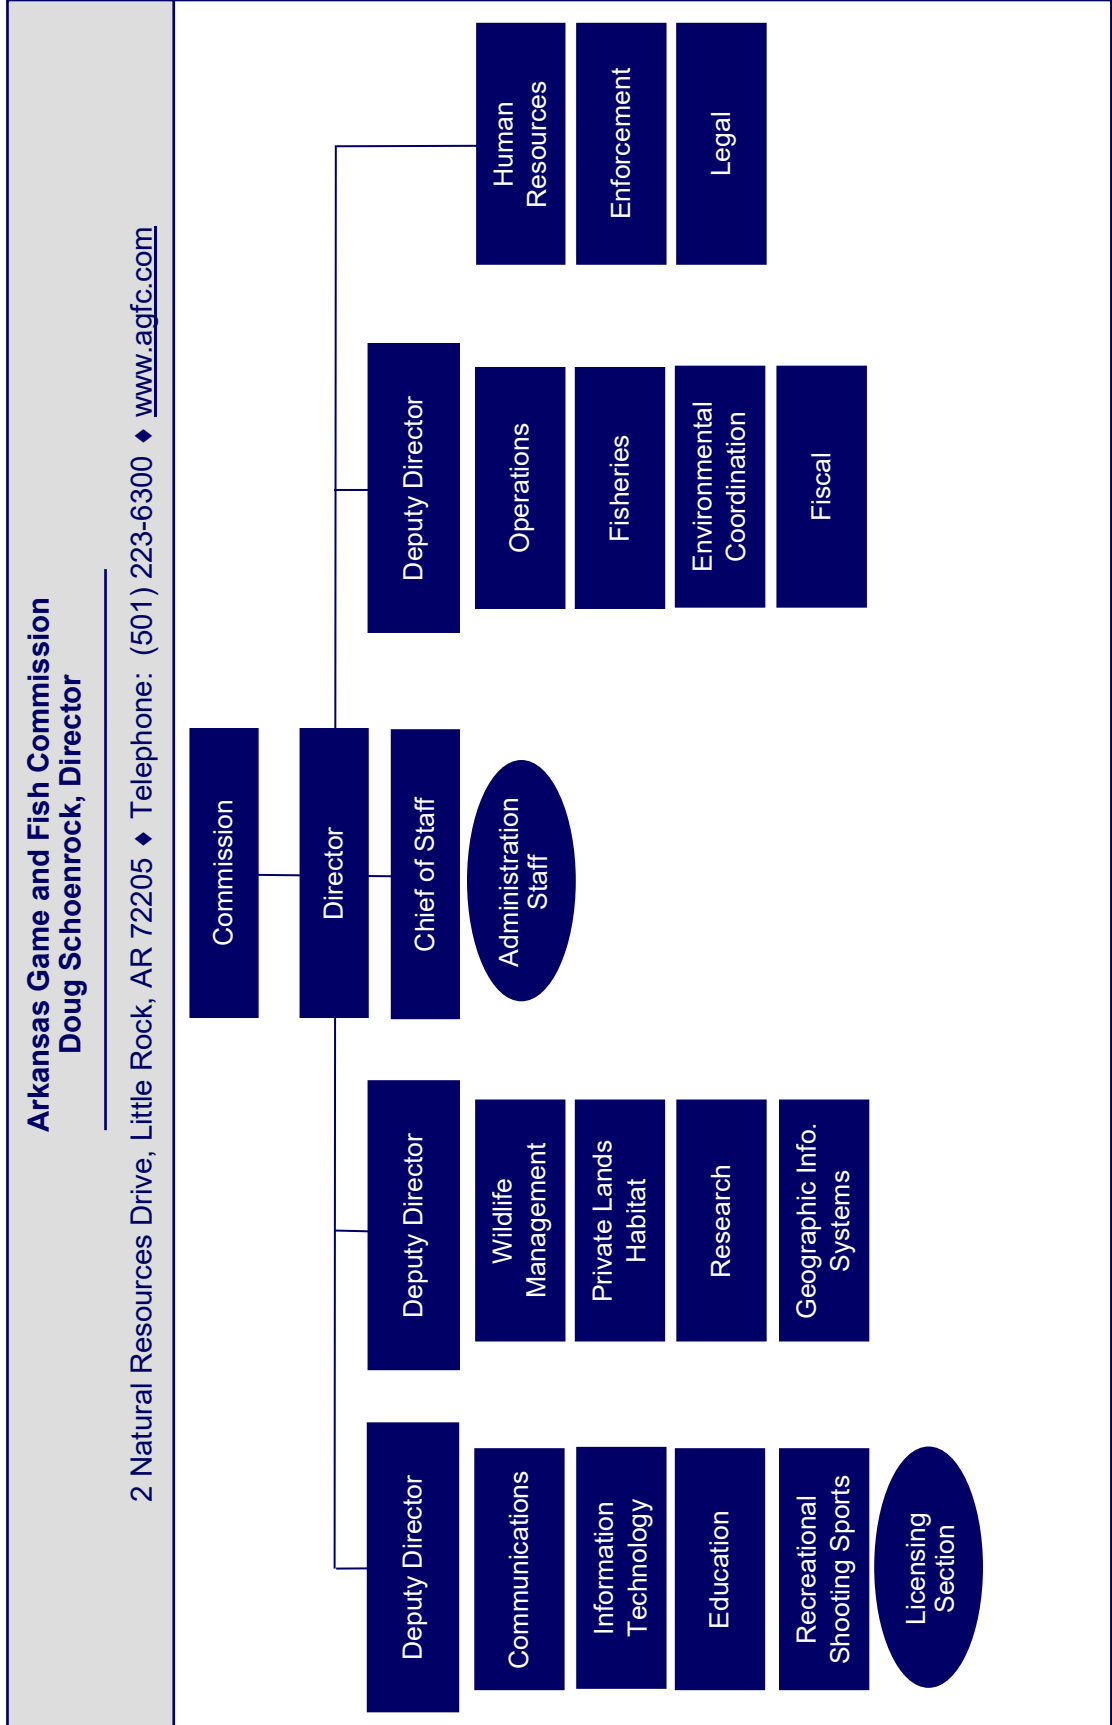 Arkansas Game and Fish Commission
Doug Schoenrock, Director
2 Natural Resources Drive, Little Rock, AR 72205 ♦ Telephone: (501) 223-6300 ♦ www.agfc.com
Commission
Director
Chief of Staff
Administration
Staff
Deputy Director
Communications
Information
Technology
Education
Recreational
Shooting Sports
Licensing
Section
Deputy Director
Wildlife
Management
Private Lands
Habitat
Research
Geographic Info.
Systems
Deputy Director
Operations
Fisheries
Environmental
Coordination
Fiscal
Human
Resources
Enforcement
Legal